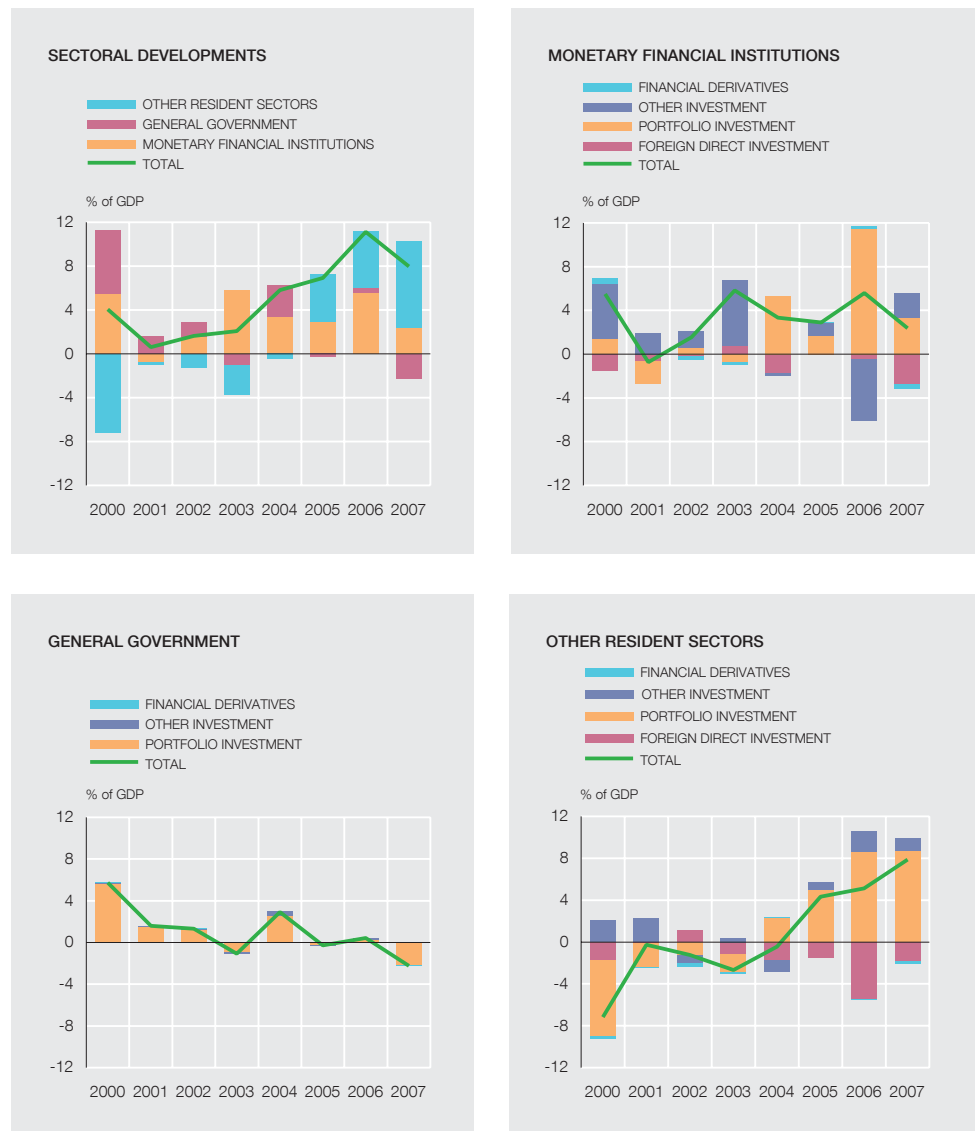 SECTORAL DEVELOPMENTS
OTHER RESIDENT SECTORS
GENERAL GOVERNMENT
MONETARY FINANCIAL INSTITUTIONS
TOTAL
% of GDP
12
8
4
0
-4
-8
-12
2000 2001 2002 2003 2004 2005 2006 2007
MONETARY FINANCIAL INSTITUTIONS
FINANCIAL DERIVATIVES
OTHER INVESTMENT
PORTFOLIO INVESTMENT
FOREIGN DIRECT INVESTMENT
TOTAL
% of GDP
12
8
4
0
-4
-8
-12
2000 2001 2002 2003 2004 2005 2006 2007
GENERAL GOVERNMENT
FINANCIAL DERIVATIVES
OTHER INVESTMENT
PORTFOLIO INVESTMENT
TOTAL
% of GDP
12
8
4
0
-4
-8
-12
2000 2001 2002 2003 2004 2005 2006 2007
OTHER RESIDENT SECTORS
FINANCIAL DERIVATIVES
OTHER INVESTMENT
PORTFOLIO INVESTMENT
FOREIGN DIRECT INVESTMENT
TOTAL
% of GDP
12
8
4
0
-4
-8
-12
2000 2001 2002 2003 2004 2005 2006 2007